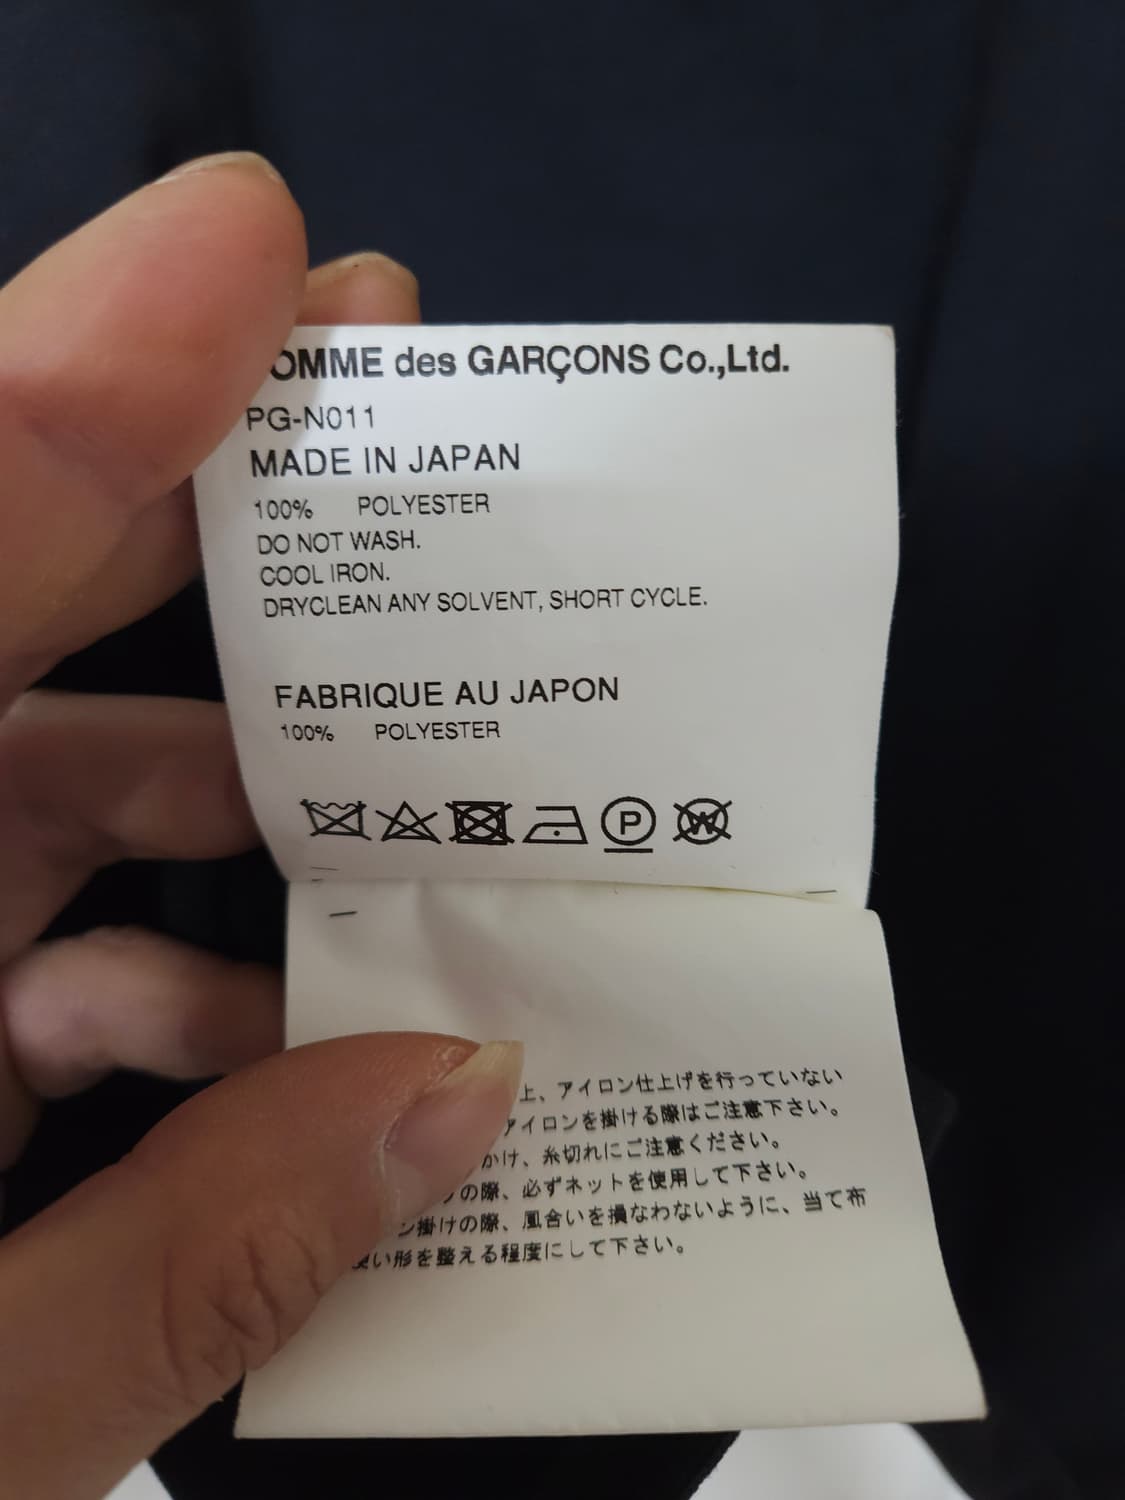 OMME des GARÇONS Co.,Ltd.
PG-N011
MADE IN JAPAN
100% POLYESTER
DO NOT WASH.
COOL IRON.
DRYCLEAN ANY SOLVENT, SHORT CYCLE.
FABRIQUE AU JAPON
100% POLYESTER
P W
上、アイロン仕上げを行っていない
アイロンを掛ける際はご注意下さい。
かけ、糸切れにご注意ください。
の際、必ずネットを使用して下さい。
ン掛けの際、風合いを損なわないように、当て布
い形を整える程度にして下さい。